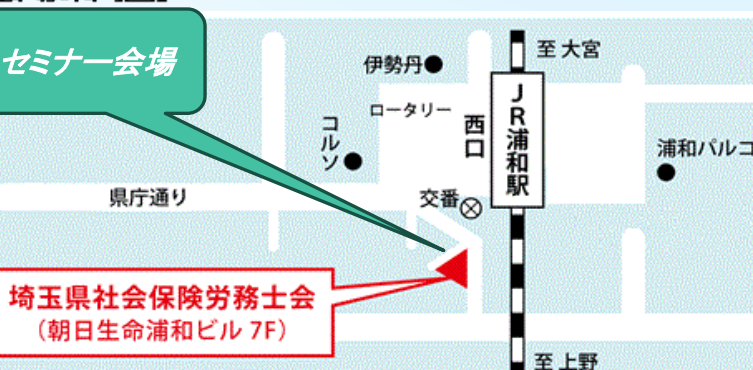 セミナー会場
至 大宮
伊勢丹
ロータリー
コルソ
西口
JR浦和駅
浦和パルコ
県庁通り
交番
埼玉県社会保険労務士会
（朝日生命浦和ビル 7F）
至 上野